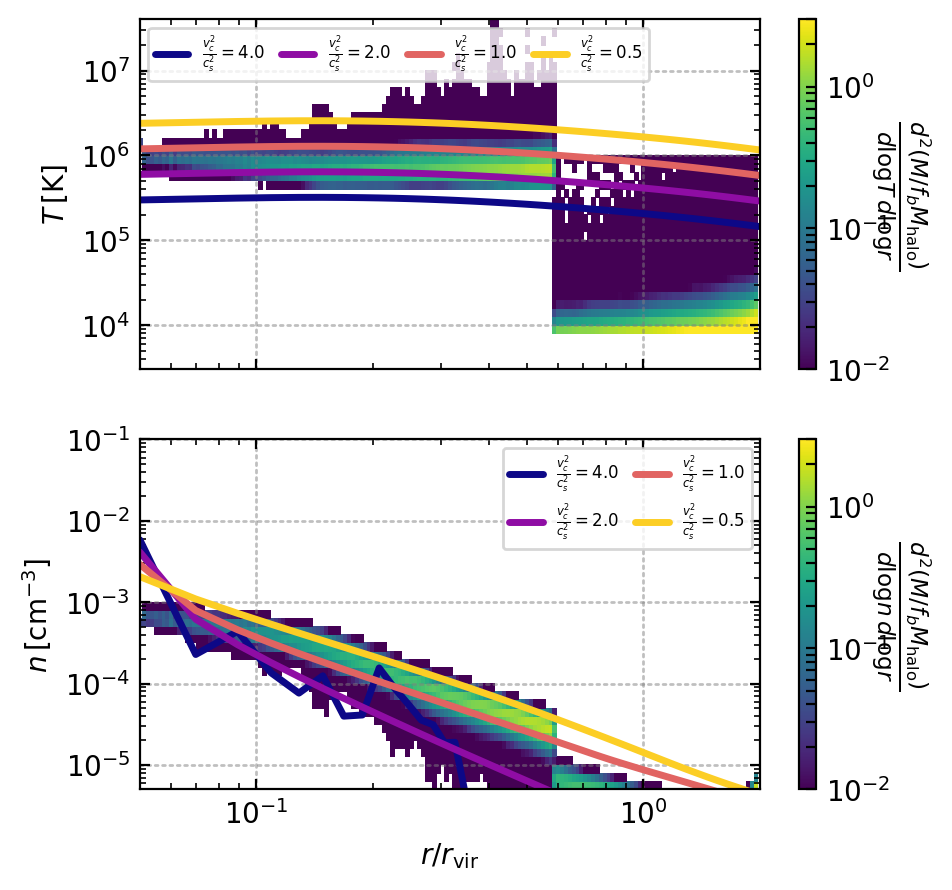 v_c^2/c_s^2 = 4.0 v_c^2/c_s^2 = 2.0 v_c^2/c_s^2 = 1.0 v_c^2/c_s^2 = 0.5
10^7
10^6
10^5
10^4
T [K]
10^0
10^-1
10^-2
d^2(M/f_b M_halo)
dlogT dlogr
v_c^2/c_s^2 = 4.0 v_c^2/c_s^2 = 1.0
v_c^2/c_s^2 = 2.0 v_c^2/c_s^2 = 0.5
10^-1
10^-2
10^-3
10^-4
10^-5
n [cm^-3]
10^-1 10^0
r/r_vir
10^0
10^-1
10^-2
d^2(M/f_b M_halo)
dlogn dlogr